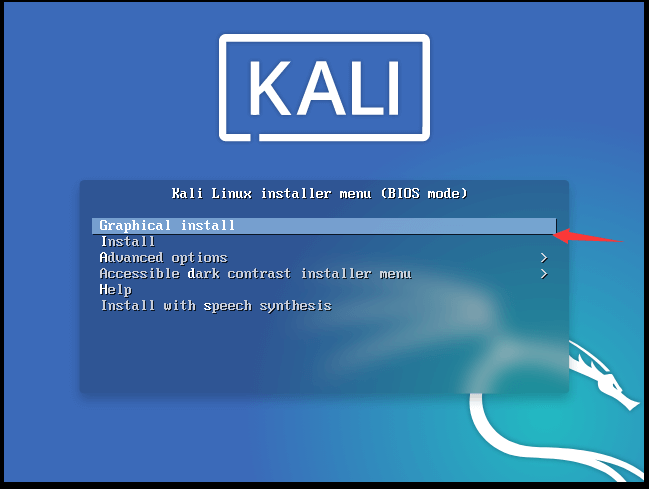 KALI
Kali Linux installer menu (BIOS mode)
Graphical install
Install
Advanced options >
Accessible dark contrast installer menu >
Help
Install with speech synthesis